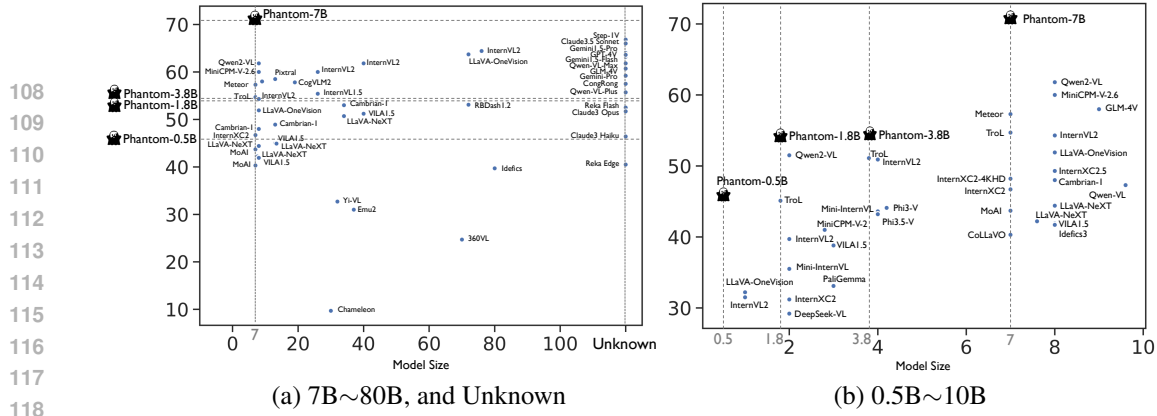 108
109
110
111
112
113
114
115
116
117
118
70
60
50
40
30
20
10
0
20
40
60
80
100
Unknown
7
Model Size
Phantom-7B
Phantom-3.8B
Phantom-1.8B
Phantom-0.5B
Qwen2-VL
MiniCPM-V-2.6
Meteor
TroL
InternVL2
Pixtral
CogVLM2
InternVL2
InternVL1.5
InternVL2
LLaVA-OneVision
InternVL2
LLaVA-OneVision
Cambrian-1
VILA1.5
LLaVA-NeXT
RBDash1.2
Cambrian-1
Cambrian-1
InternXC2
VILA1.5
LLaVA-NeXT
LLaVA-NeXT
MoAI
LLaVA-NeXT
MoAI
VILA1.5
Idefics
Yi-VL
Emu2
360VL
Chameleon
Step-1V
Claude3.5 Sonnet
Gemini1.5-Pro
GPT-4V
Gemini1.5-Flash
Qwen-VL-Max
GLM-4V
Gemini-Pro
CongRong
Qwen-VL-Plus
Reka Flash
Claude3 Opus
Claude3 Haiku
Reka Edge
(a) 7B∼80B, and Unknown
70
60
50
40
30
0.5
1.8
2
3.8
4
6
7
8
10
Model Size
Phantom-7B
Phantom-1.8B
Phantom-3.8B
Phantom-0.5B
Qwen2-VL
MiniCPM-V-2.6
GLM-4V
Meteor
TroL
InternVL2
Qwen2-VL
TroL
InternVL2
LLaVA-OneVision
InternXC2-4KHD
InternXC2.5
InternXC2
Cambrian-1
Qwen-VL
TroL
Mini-InternVL
Phi3-V
Phi3.5-V
MoAI
LLaVA-NeXT
LLaVA-NeXT
VILA1.5
Idefics3
CoLLaVO
MiniCPM-V-2
InternVL2
VILA1.5
Mini-InternVL
PaliGemma
LLaVA-OneVision
InternVL2
InternXC2
DeepSeek-VL
(b) 0.5B∼10B